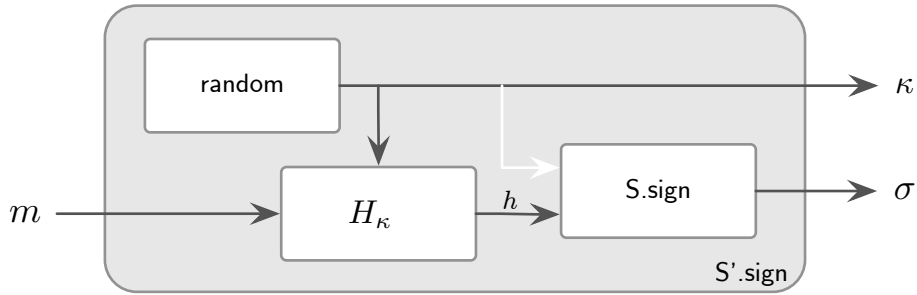 random
κ
m
H_κ
h
S.sign
σ
S'.sign